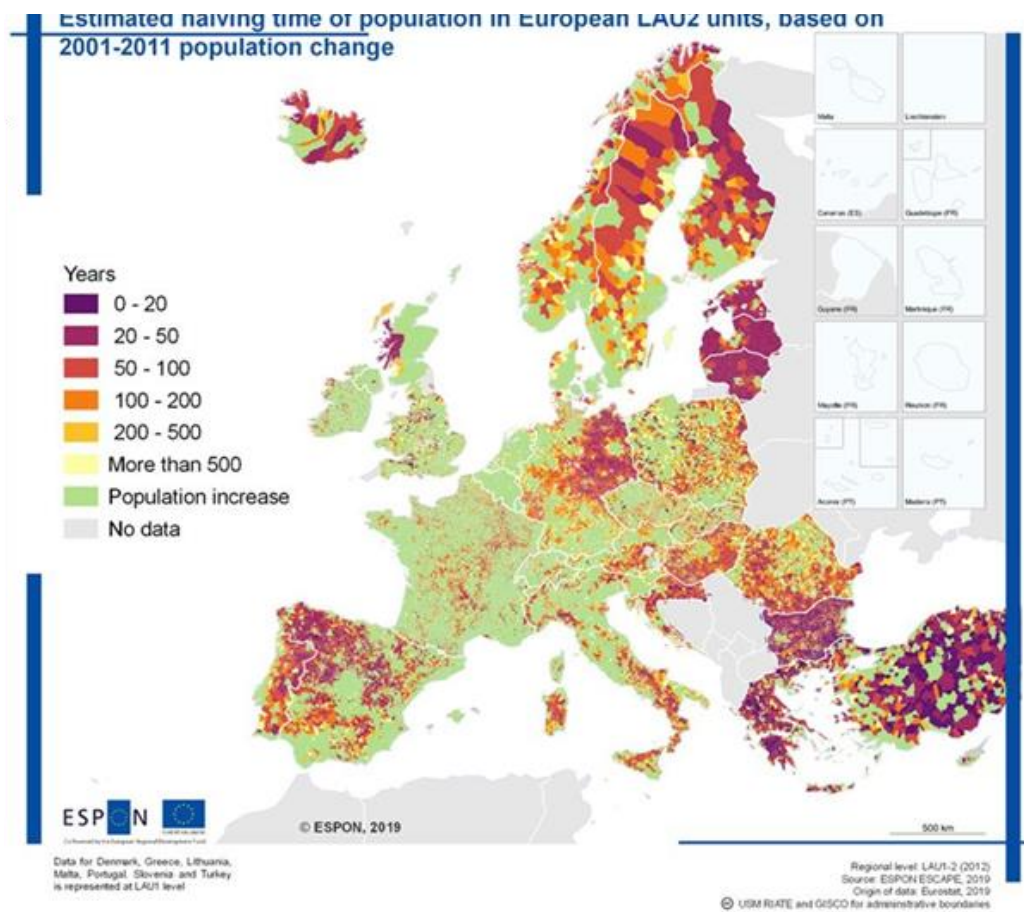 Estimated halving time of population in European LAU2 units, based on
2001-2011 population change
Malta
Liechtenstein
Canarias (ES)
Guadeloupe (FR)
Guyane (FR)
Martinique (FR)
Mayotte (FR)
Réunion (FR)
Acores (PT)
Madeira (PT)
Years
0 - 20
20 - 50
50 - 100
100 - 200
200 - 500
More than 500
Population increase
No data
ESPON
© ESPON, 2019
500 km
Data for Denmark, Greece, Lithuania,
Malta, Portugal, Slovenia and Turkey
is represented at LAU1 level
Regional level: LAU1-2 (2012)
Source: ESPON ESCAPE, 2019
Origin of data: Eurostat, 2019
UMS RIATE and GISCO for administrative boundaries